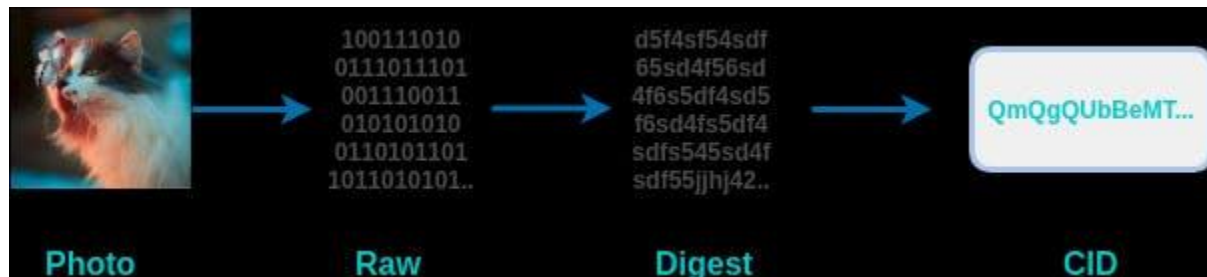 100111010
0111011101
001110011
010101010
0110101101
1011010101..
d5f4sf54sdf
65sd4f56sd
4f6s5df4sd5
f6sd4fs5df4
sdfs545sd4f
sdf55jjhj42..
QmQgQUbBeMT...
Photo
Raw
Digest
CID